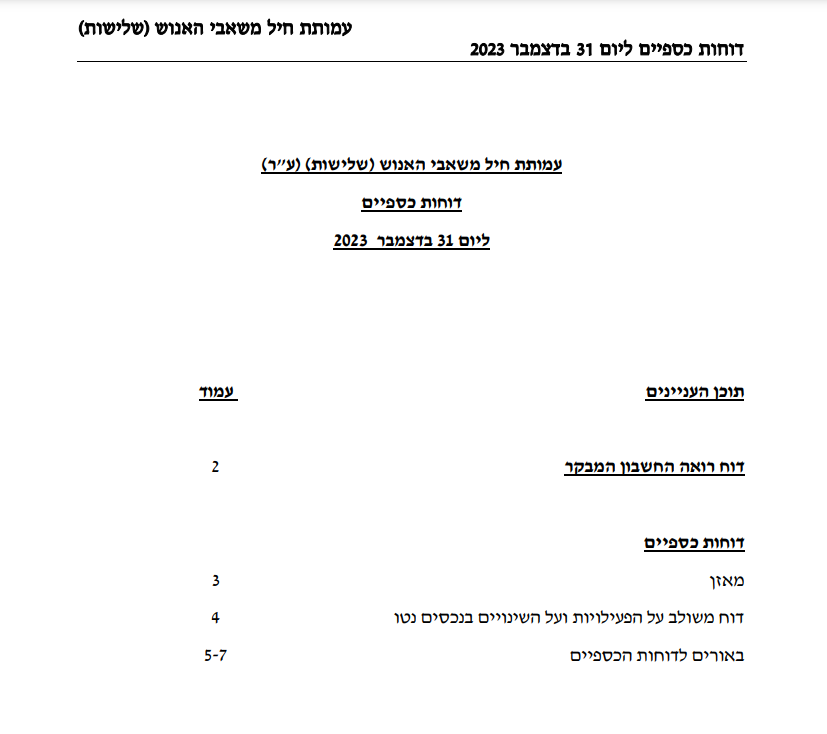 עמותת חיל משאבי האנוש (שלישות)
דוחות כספיים ליום 31 בדצמבר 2023
עמותת חיל משאבי האנוש (שלישות) (ע"ר)
דוחות כספיים
ליום 31 בדצמבר 2023
תוכן העניינים עמוד
דוח רואה החשבון המבקר 2
דוחות כספיים
מאזן 3
דוח משולב על הפעילויות ועל השינויים בנכסים נטו 4
באורים לדוחות הכספיים 5-7